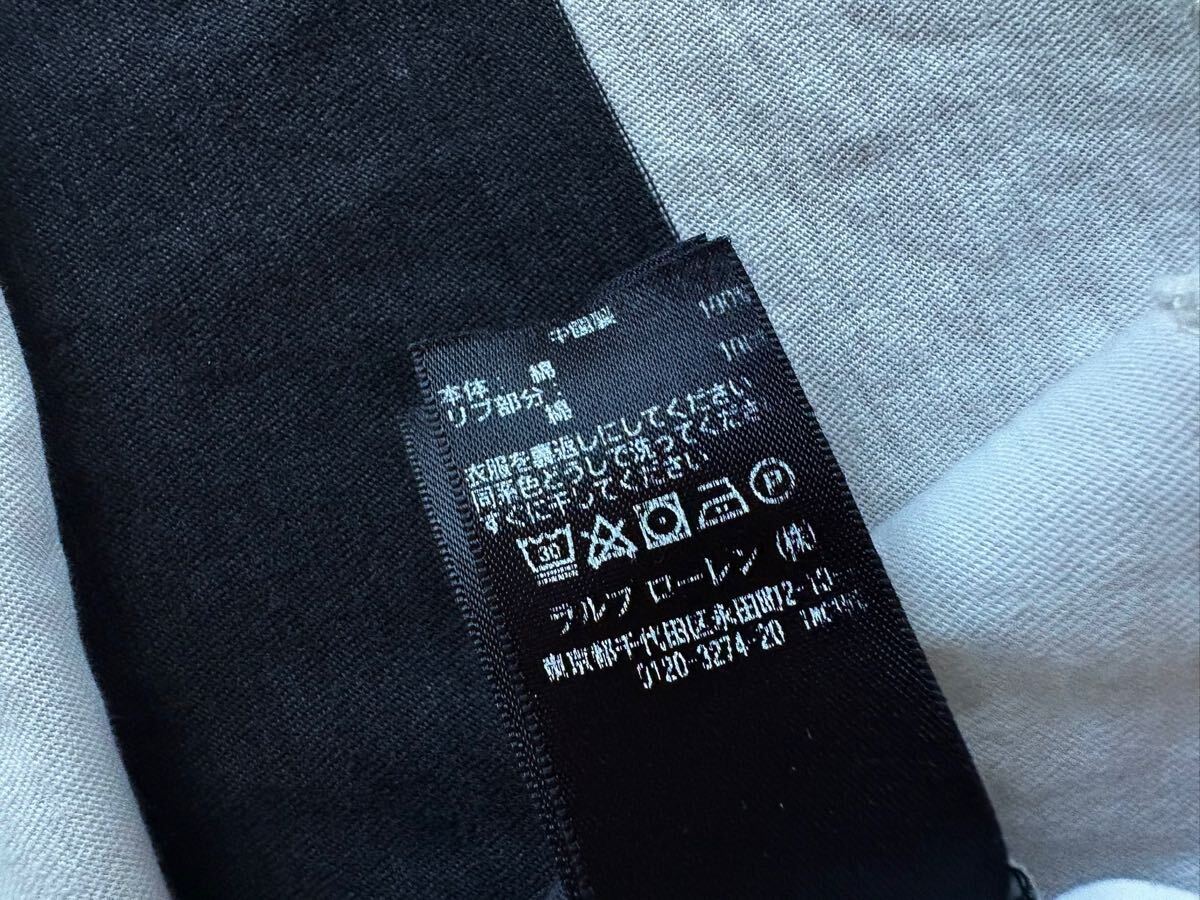 中国製
本体: 綿 100%
リブ部分:
綿
衣服を裏返しにしてください
同系色どうしで洗ってくださ
すぐに干してください
30 P
ラルフ ローレン (株)
東京都千代田区永田町2-13-
0120-3274-20